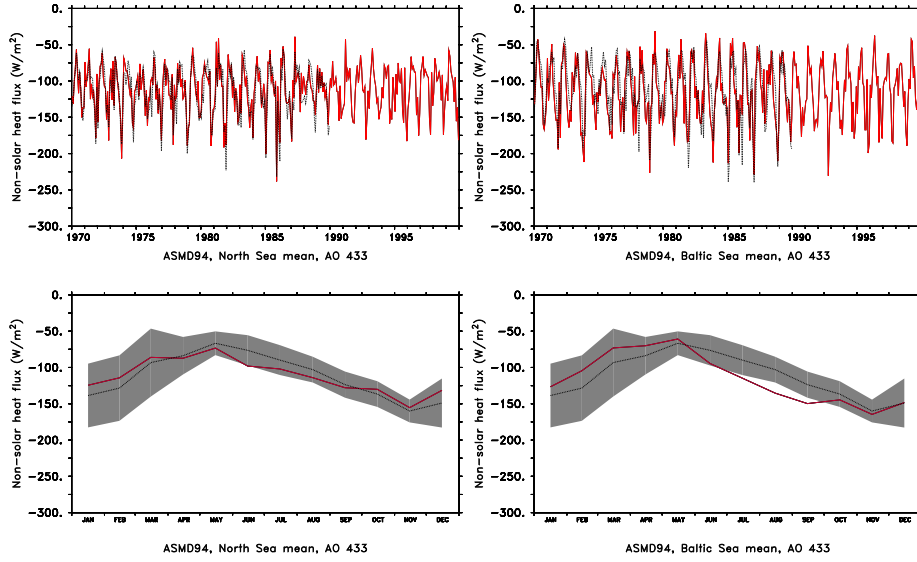 0.
−50.
−100.
−150.
−200.
−250.
−300.
Non-solar heat flux (W/m²)
1970 1975 1980 1985 1990 1995
ASMD94, North Sea mean, AO 433
0.
−50.
−100.
−150.
−200.
−250.
−300.
Non-solar heat flux (W/m²)
1970 1975 1980 1985 1990 1995
ASMD94, Baltic Sea mean, AO 433
0.
−50.
−100.
−150.
−200.
−250.
−300.
Non-solar heat flux (W/m²)
JAN FEB MAR APR MAY JUN JUL AUG SEP OCT NOV DEC
ASMD94, North Sea mean, AO 433
0.
−50.
−100.
−150.
−200.
−250.
−300.
Non-solar heat flux (W/m²)
JAN FEB MAR APR MAY JUN JUL AUG SEP OCT NOV DEC
ASMD94, Baltic Sea mean, AO 433